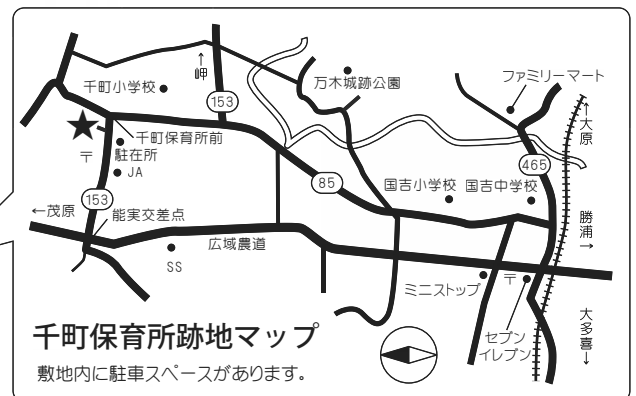 ↑岬
千町小学校
153
万木城跡公園
ファミリーマート
↑大原
千町保育所前
〒
駐在所
JA
465
85
国吉小学校
国吉中学校
153
←茂原
能実交差点
広域農道
SS
勝浦→
ミニストップ
〒
セブン
イレブン
大多喜↓
千町保育所跡地マップ
敷地内に駐車スペースがあります。